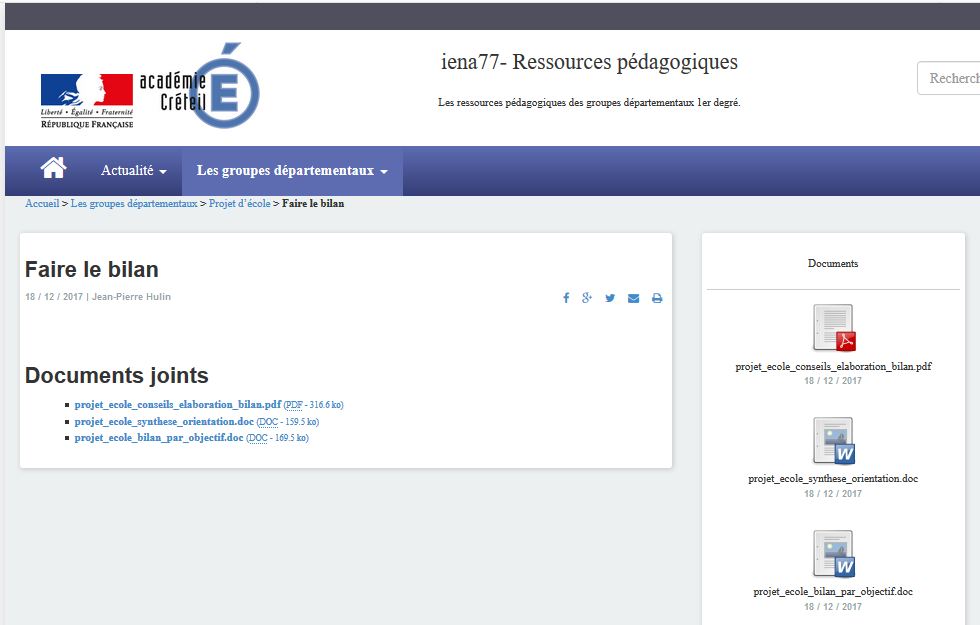 académie
Créteil
Liberté • Égalité • Fraternité
RÉPUBLIQUE FRANÇAISE
iena77- Ressources pédagogiques
Les ressources pédagogiques des groupes départementaux 1er degré.
Recherch
Actualité
Les groupes départementaux
Accueil > Les groupes départementaux > Projet d’école > Faire le bilan
Faire le bilan
18 / 12 / 2017 | Jean-Pierre Hulin
Documents joints
projet_ecole_conseils_elaboration_bilan.pdf (PDF - 316.6 ko)
projet_ecole_synthese_orientation.doc (DOC - 159.5 ko)
projet_ecole_bilan_par_objectif.doc (DOC - 169.5 ko)
Documents
projet_ecole_conseils_elaboration_bilan.pdf
18 / 12 / 2017
projet_ecole_synthese_orientation.doc
18 / 12 / 2017
projet_ecole_bilan_par_objectif.doc
18 / 12 / 2017